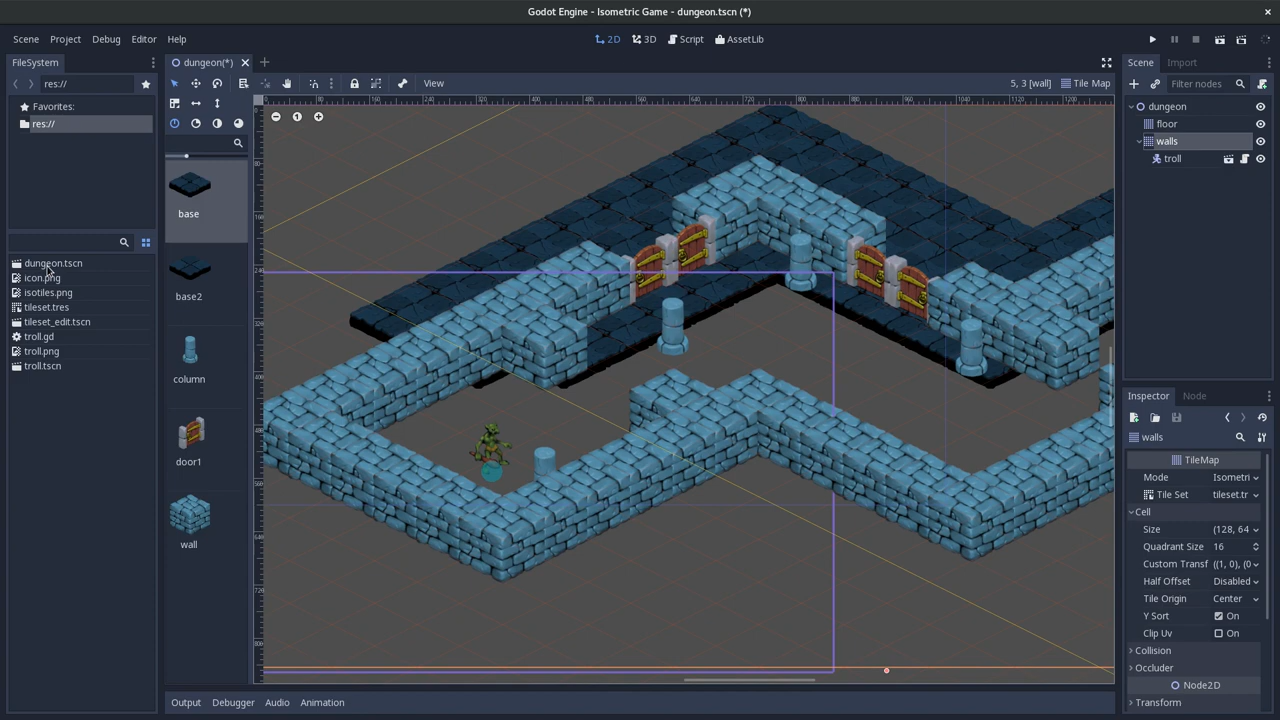 Godot Engine - Isometric Game - dungeon.tscn (*)
Scene Project Debug Editor Help
2D 3D Script AssetLib
FileSystem
res://
Favorites:
res://
dungeon.tscn
icon.png
isotiles.png
tileset.tres
tileset_edit.tscn
troll.gd
troll.png
troll.tscn
dungeon(*)
View
5, 3 [wall]
Tile Map
base
base2
column
door1
wall
Output Debugger Audio Animation
Scene Import
Filter nodes
dungeon
floor
walls
troll
Inspector Node
walls
TileMap
Mode Isometri
Tile Set tileset.tr
Cell
Size (128, 64
Quadrant Size 16
Custom Transf ((1, 0), (0
Half Offset Disabled
Tile Origin Center
Y Sort On
Clip Uv On
Collision
Occluder
Node2D
Transform